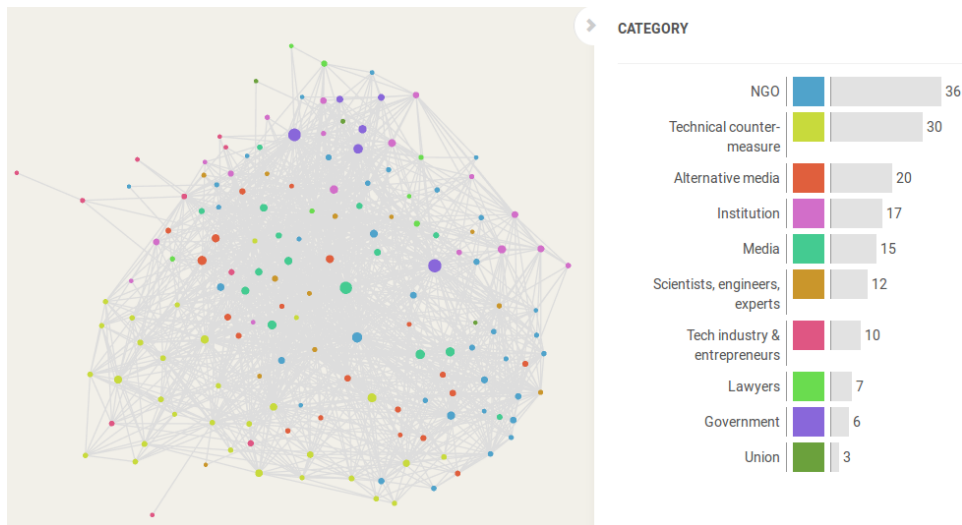 CATEGORY
NGO 36
Technical counter-
measure 30
Alternative media 20
Institution 17
Media 15
Scientists, engineers,
experts 12
Tech industry &
entrepreneurs 10
Lawyers 7
Government 6
Union 3